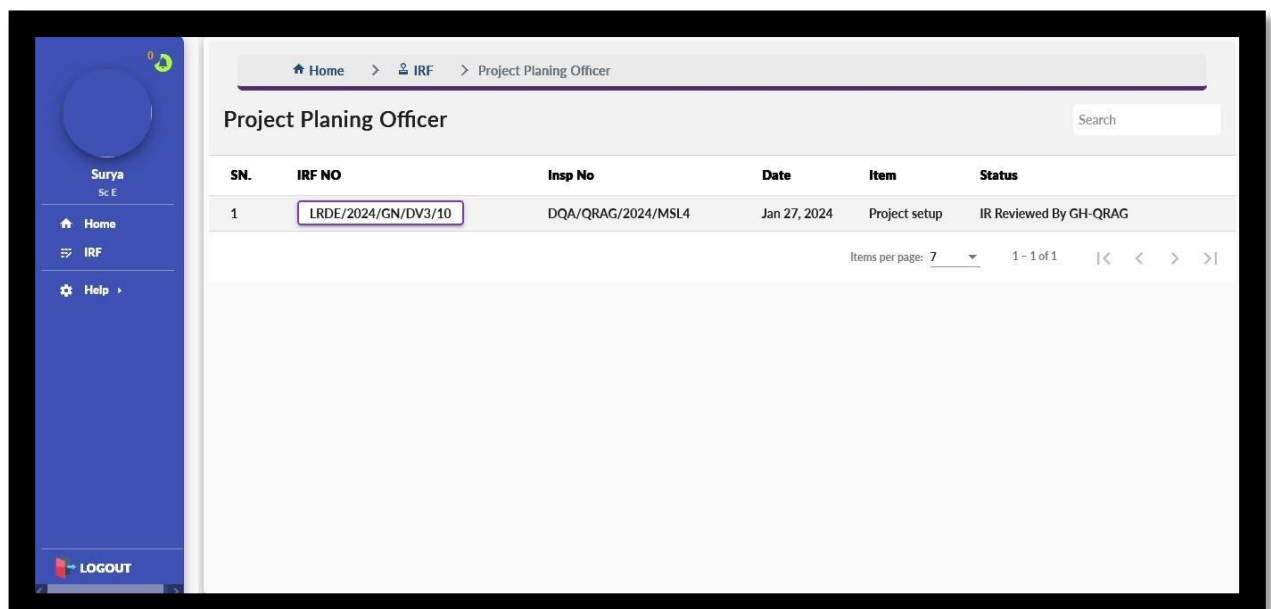 0
Surya
Sc E
Home
IRF
Help
LOGOUT
Home > IRF > Project Planing Officer
Project Planing Officer
Search
SN. IRF NO Insp No Date Item Status
1 LRDE/2024/GN/DV3/10 DQA/QRAG/2024/MSL4 Jan 27, 2024 Project setup IR Reviewed By GH-QRAG
Items per page: 7 1 – 1 of 1